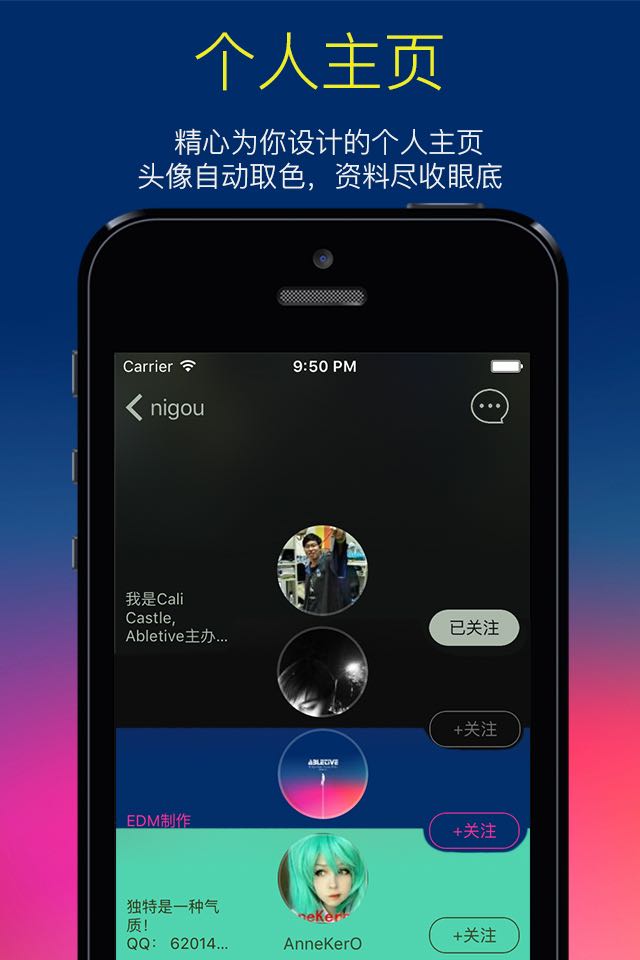 个人主页
精心为你设计的个人主页
头像自动取色，资料尽收眼底
Carrier
9:50 PM
nigou
我是Cali
Castle,
Abletive主办...
已关注
+关注
ABLETIVE
EDM制作
+关注
独特是一种气
质！
QQ： 62014...
AnneKerO
+关注